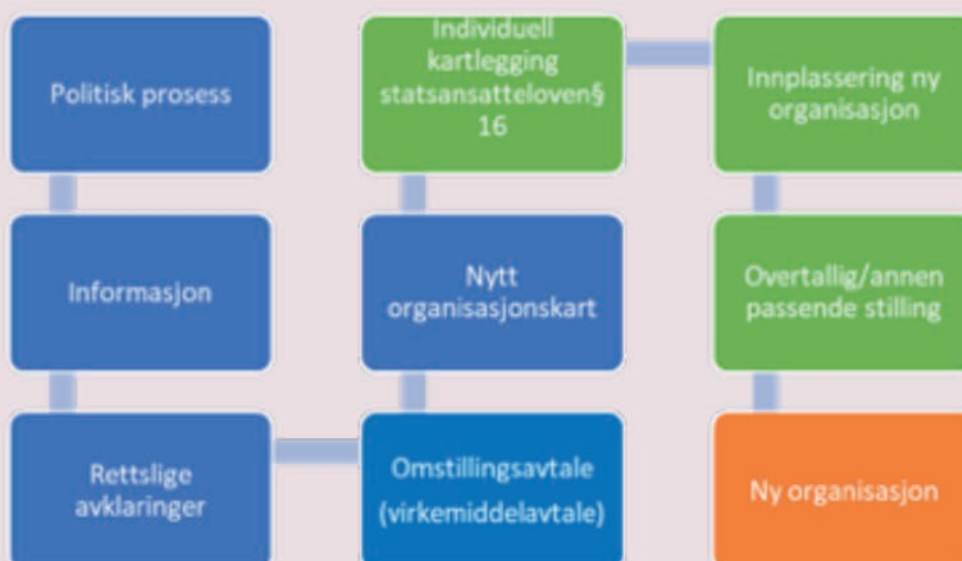 Politisk prosess
Informasjon
Rettslige
avklaringer
Omstillingsavtale
(virkemiddelavtale)
Nytt
organisasjonskart
Individuell
kartlegging
statsansatteloven§
16
Innplassering ny
organisasjon
Overtallig/annen
passende stilling
Ny organisasjon